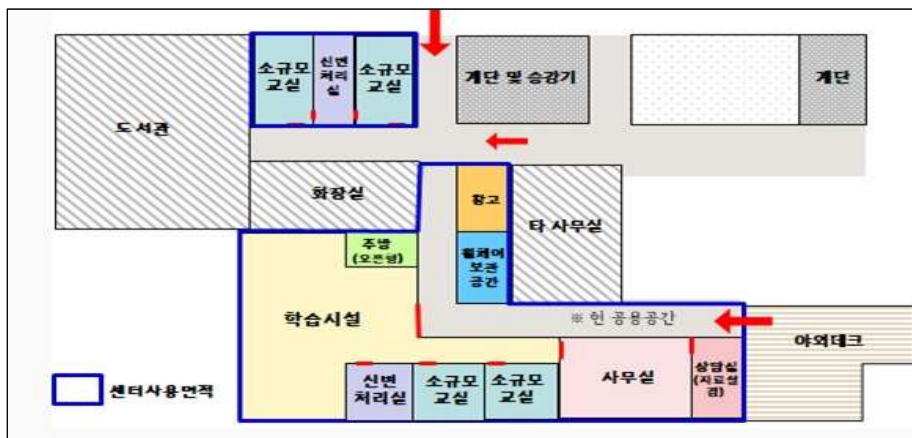 소규모
교실
신변
처리
실
소규모
교실
계단 및 승강기
계단
도서관
화장실
창고
타 사무실
주방
(오픈형)
휠체어
보관
공간
학습시설
※ 현 공용공간
야외데크
신변
처리실
소규모
교실
소규모
교실
사무실
상담실
(자료실
겸)
센터사용면적